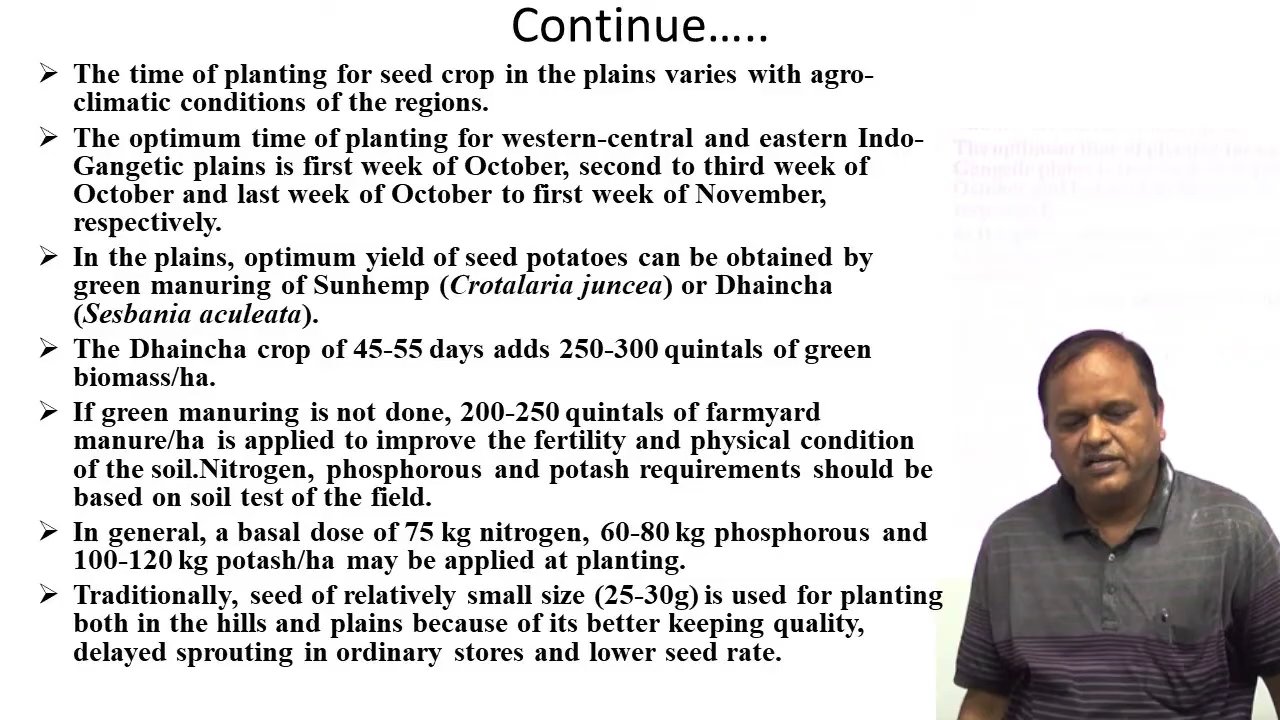 Continue…..
➢ The time of planting for seed crop in the plains varies with agro-
climatic conditions of the regions.
➢ The optimum time of planting for western-central and eastern Indo-
Gangetic plains is first week of October, second to third week of
October and last week of October to first week of November,
respectively.
➢ In the plains, optimum yield of seed potatoes can be obtained by
green manuring of Sunhemp (Crotalaria juncea) or Dhaincha
(Sesbania aculeata).
➢ The Dhaincha crop of 45-55 days adds 250-300 quintals of green
biomass/ha.
➢ If green manuring is not done, 200-250 quintals of farmyard
manure/ha is applied to improve the fertility and physical condition
of the soil.Nitrogen, phosphorous and potash requirements should be
based on soil test of the field.
➢ In general, a basal dose of 75 kg nitrogen, 60-80 kg phosphorous and
100-120 kg potash/ha may be applied at planting.
➢ Traditionally, seed of relatively small size (25-30g) is used for planting
both in the hills and plains because of its better keeping quality,
delayed sprouting in ordinary stores and lower seed rate.